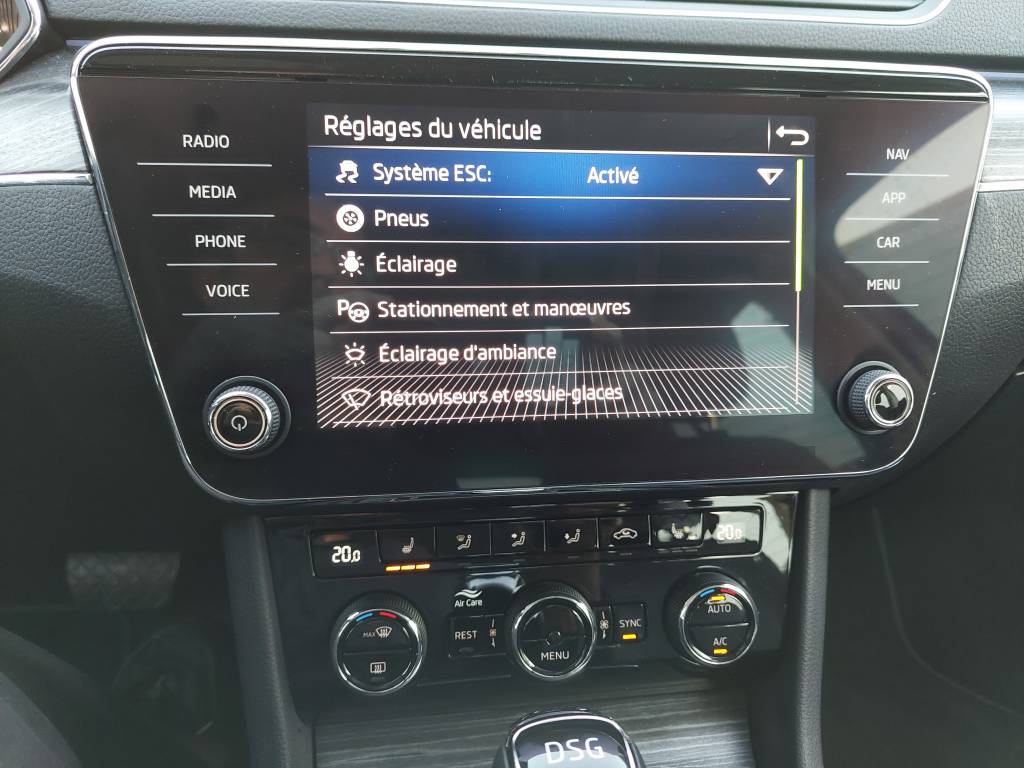 RADIO
MEDIA
PHONE
VOICE
Réglages du véhicule
Système ESC: Activé
Pneus
Éclairage
P Stationnement et manœuvres
Éclairage d'ambiance
Rétroviseurs et essuie-glaces
NAV
APP
CAR
MENU
20.0
20.0
MAX
Air Care
REST
MENU
SYNC
AUTO
A/C
DSG